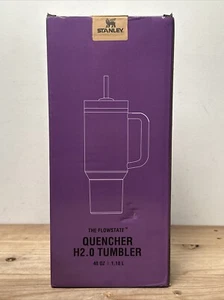 STANLEY
THE FLOWSTATE™
QUENCHER
H2.0 TUMBLER
40 OZ | 1.18 L